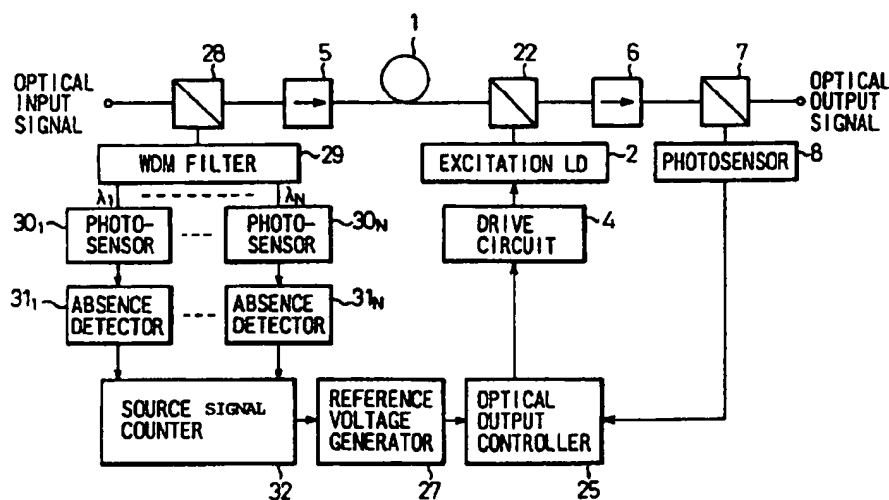 1
28
5
22
6
7
OPTICAL
INPUT
SIGNAL
OPTICAL
OUTPUT
SIGNAL
WDM FILTER
29
EXCITATION LD
2
PHOTOSENSOR
8
λ1
λN
30₁
PHOTO-
SENSOR
PHOTO-
SENSOR
30N
DRIVE
CIRCUIT
4
31₁
ABSENCE
DETECTOR
ABSENCE
DETECTOR
31N
SOURCE SIGNAL
COUNTER
32
REFERENCE
VOLTAGE
GENERATOR
27
OPTICAL
OUTPUT
CONTROLLER
25